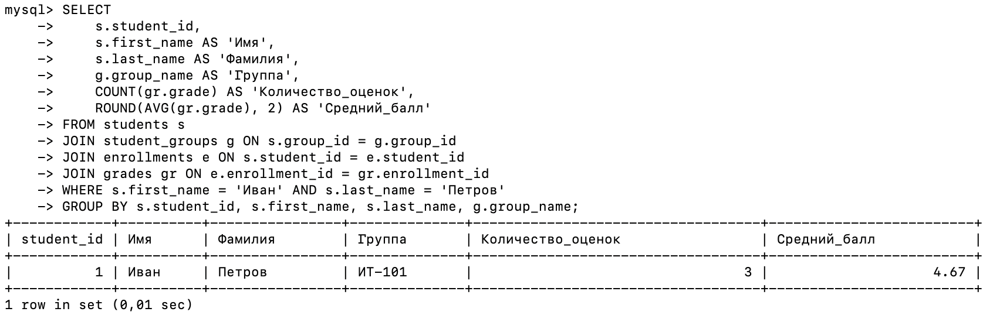 mysql> SELECT
    ->     s.student_id,
    ->     s.first_name AS 'Имя',
    ->     s.last_name AS 'Фамилия',
    ->     g.group_name AS 'Группа',
    ->     COUNT(gr.grade) AS 'Количество_оценок',
    ->     ROUND(AVG(gr.grade), 2) AS 'Средний_балл'
    -> FROM students s
    -> JOIN student_groups g ON s.group_id = g.group_id
    -> JOIN enrollments e ON s.student_id = e.student_id
    -> JOIN grades gr ON e.enrollment_id = gr.enrollment_id
    -> WHERE s.first_name = 'Иван' AND s.last_name = 'Петров'
    -> GROUP BY s.student_id, s.first_name, s.last_name, g.group_name;
+------------+----------+----------------+--------------+-----------------------------------+-------------------------+
| student_id | Имя      | Фамилия        | Группа       | Количество_оценок                 | Средний_балл            |
+------------+----------+----------------+--------------+-----------------------------------+-------------------------+
|          1 | Иван     | Петров         | ИТ-101       |                                 3 |                    4.67 |
+------------+----------+----------------+--------------+-----------------------------------+-------------------------+
1 row in set (0,01 sec)